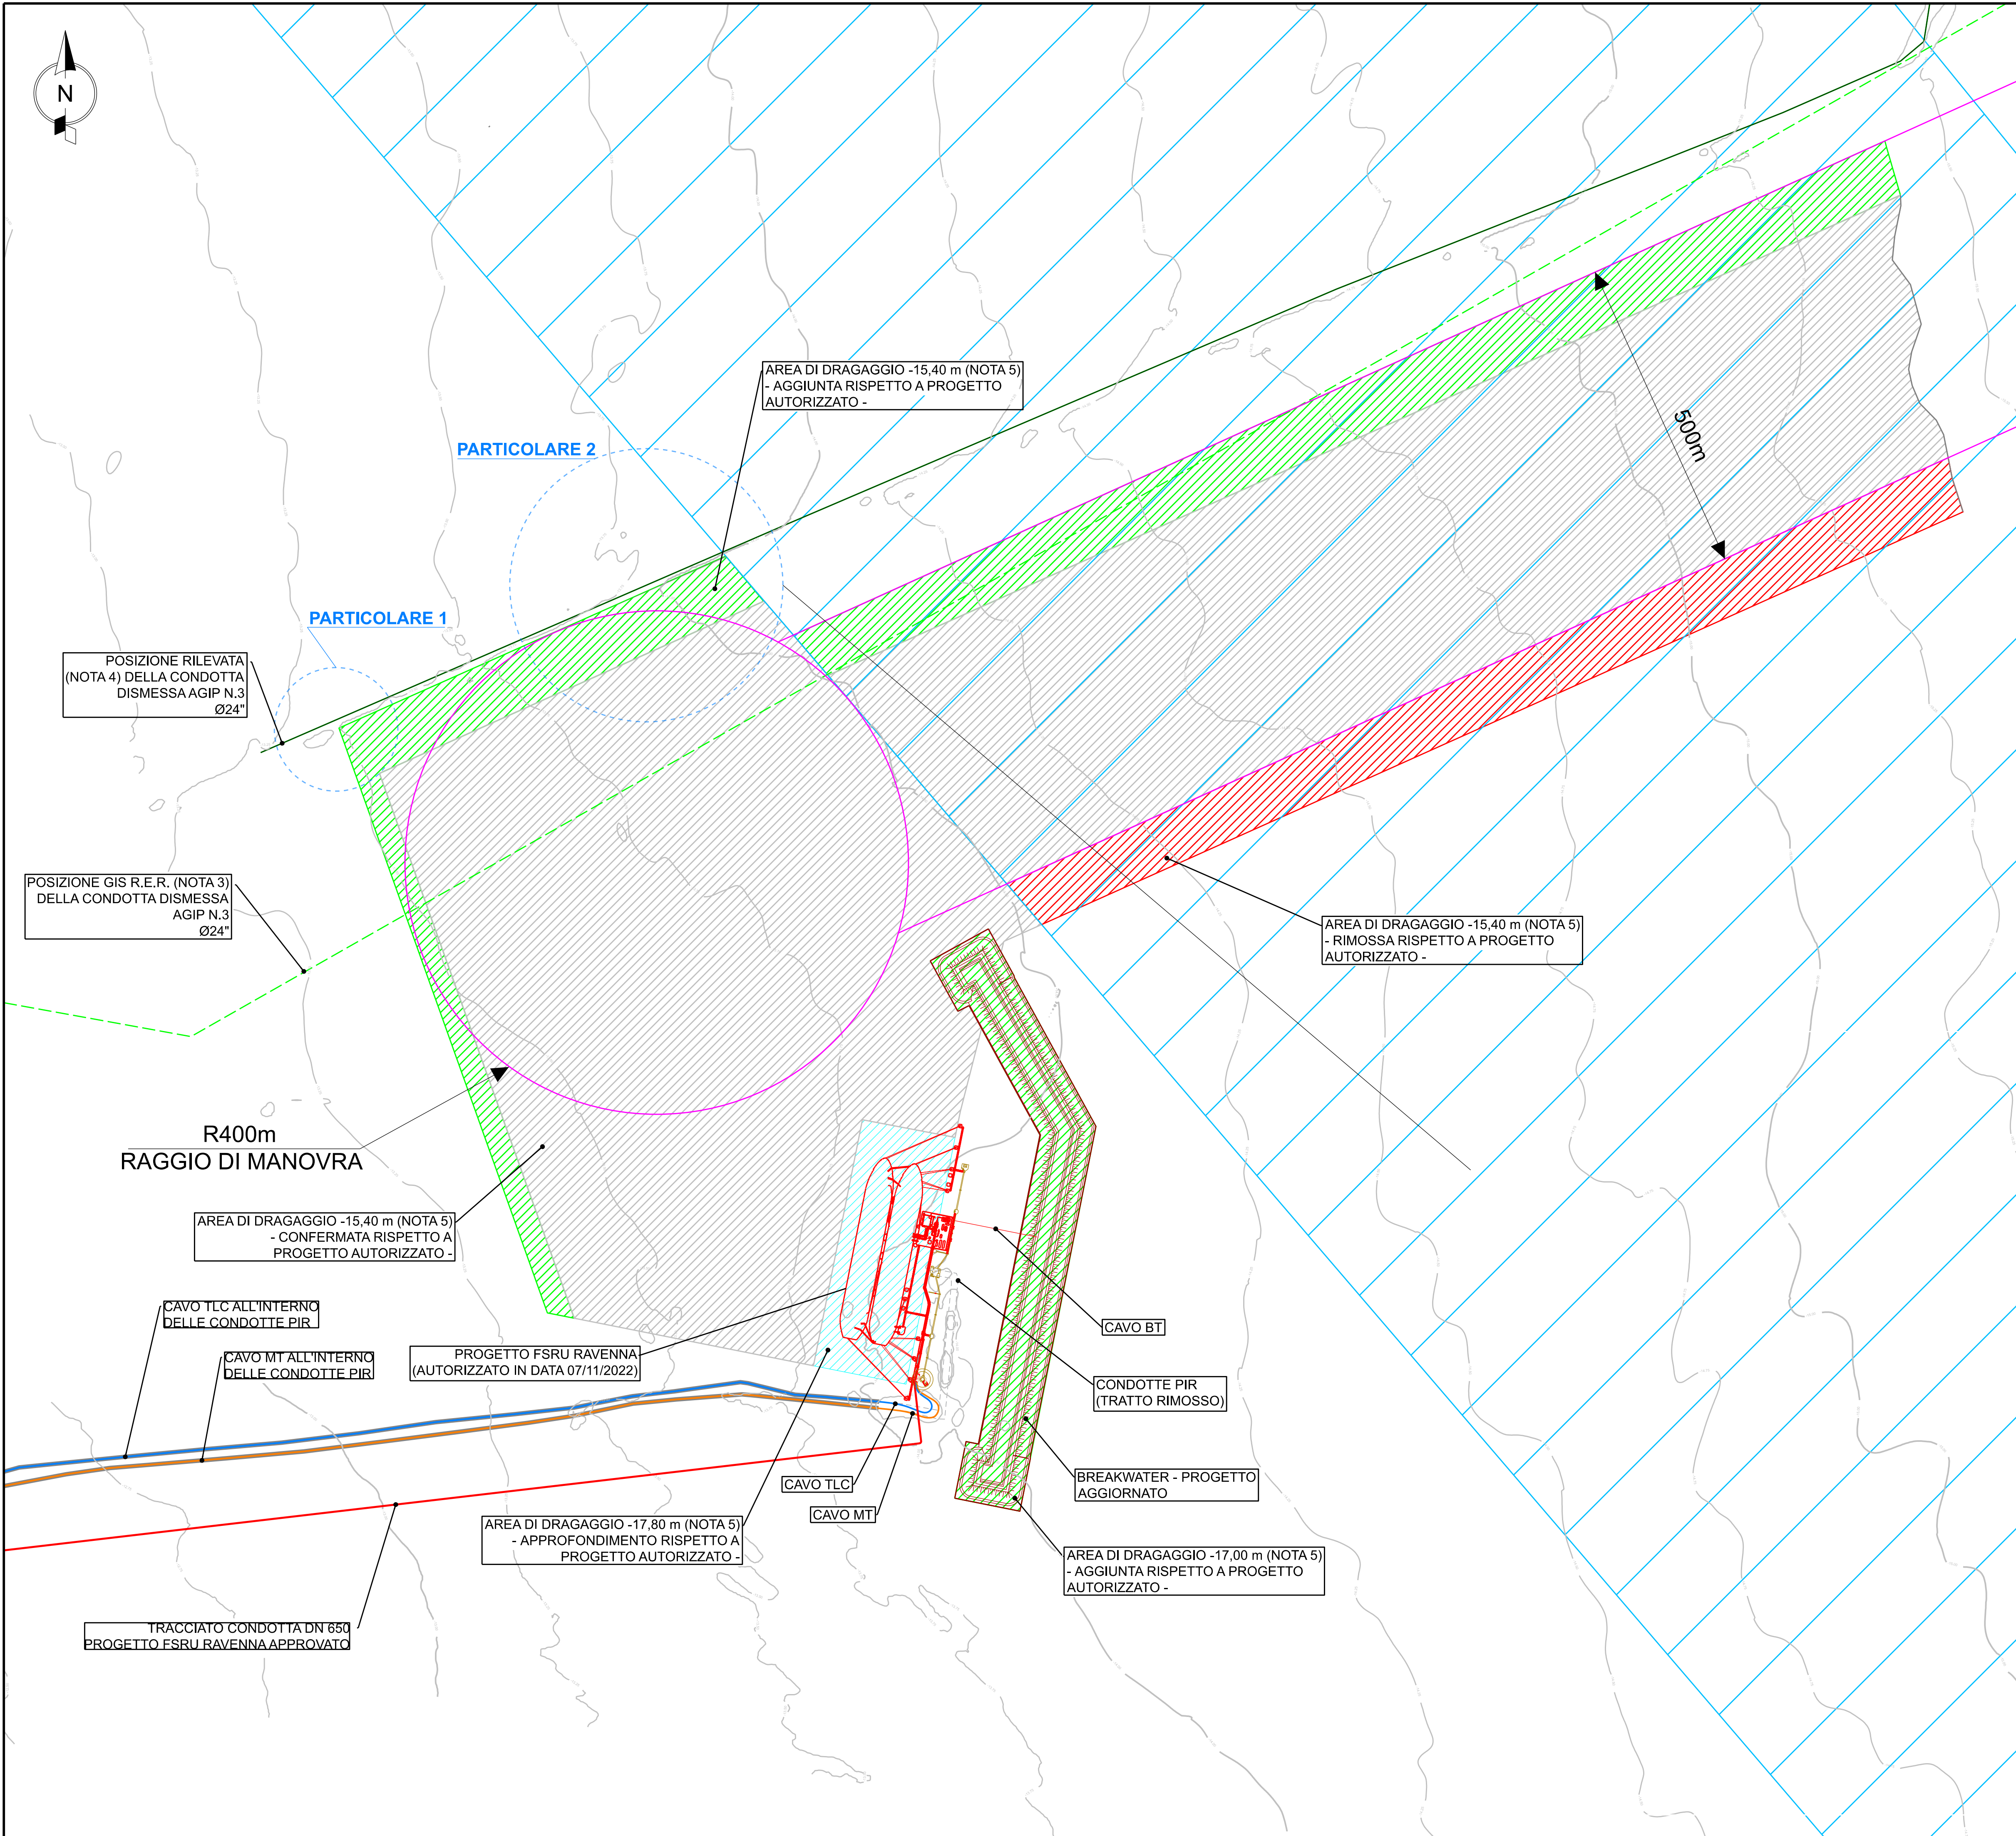 N
AREA DI DRAGAGGIO -15,40 m (NOTA 5)
- AGGIUNTA RISPETTO A PROGETTO
AUTORIZZATO -
500m
PARTICOLARE 2
PARTICOLARE 1
POSIZIONE RILEVATA
(NOTA 4) DELLA CONDOTTA
DISMESSA AGIP N.3
Ø24"
POSIZIONE GIS R.E.R. (NOTA 3)
DELLA CONDOTTA DISMESSA
AGIP N.3
Ø24"
AREA DI DRAGAGGIO -15,40 m (NOTA 5)
- RIMOSSA RISPETTO A PROGETTO
AUTORIZZATO -
R400m
RAGGIO DI MANOVRA
AREA DI DRAGAGGIO -15,40 m (NOTA 5)
- CONFERMATA RISPETTO A
PROGETTO AUTORIZZATO -
CAVO TLC ALL'INTERNO
DELLE CONDOTTE PIR
CAVO MT ALL'INTERNO
DELLE CONDOTTE PIR
PROGETTO FSRU RAVENNA
(AUTORIZZATO IN DATA 07/11/2022)
CAVO BT
CONDOTTE PIR
(TRATTO RIMOSSO)
BREAKWATER - PROGETTO
AGGIORNATO
CAVO TLC
CAVO MT
AREA DI DRAGAGGIO -17,80 m (NOTA 5)
- APPROFONDIMENTO RISPETTO A
PROGETTO AUTORIZZATO -
AREA DI DRAGAGGIO -17,00 m (NOTA 5)
- AGGIUNTA RISPETTO A PROGETTO
AUTORIZZATO -
TRACCIATO CONDOTTA DN 650
PROGETTO FSRU RAVENNA APPROVATO